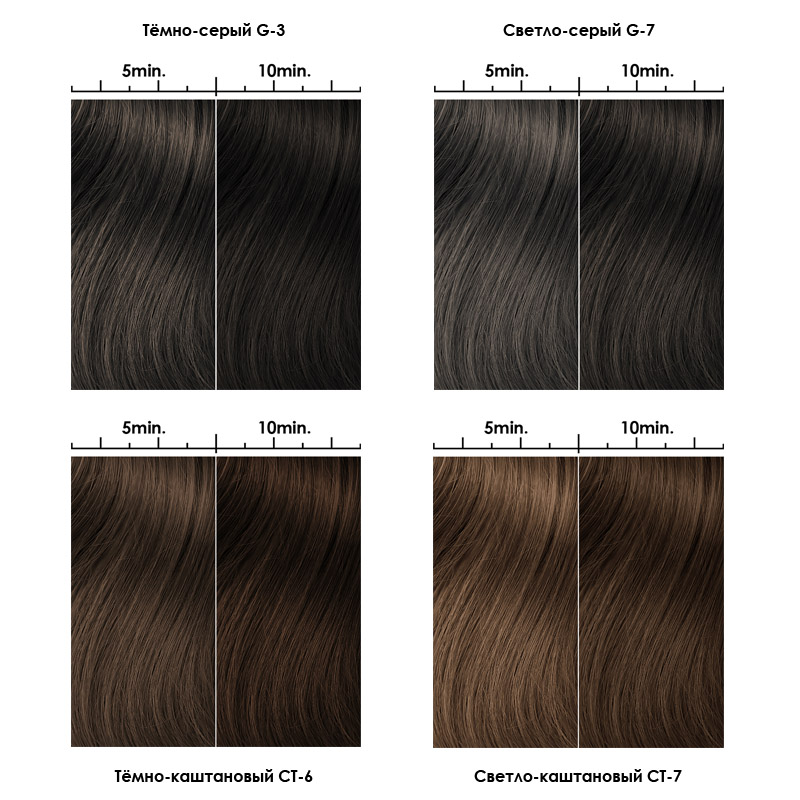 Тёмно-серый G-3
Светло-серый G-7
5min. 10min.
5min. 10min.
5min. 10min.
5min. 10min.
Тёмно-каштановый CT-6
Светло-каштановый CT-7